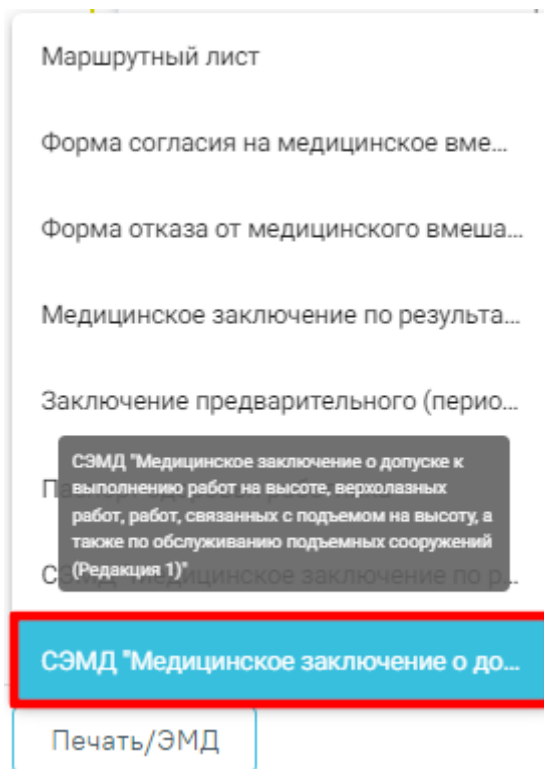 Маршрутный лист
Форма согласия на медицинское вме...
Форма отказа от медицинского вмеша...
Медицинское заключение по результа...
Заключение предварительного (перио...
СЭМД "Медицинское заключение о допуске к
выполнению работ на высоте, верхолазных
работ, работ, связанных с подъемом на высоту, а
также по обслуживанию подъемных сооружений
(Редакция 1)"
СЭМД "Медицинское заключение о до...
Печать/ЭМД